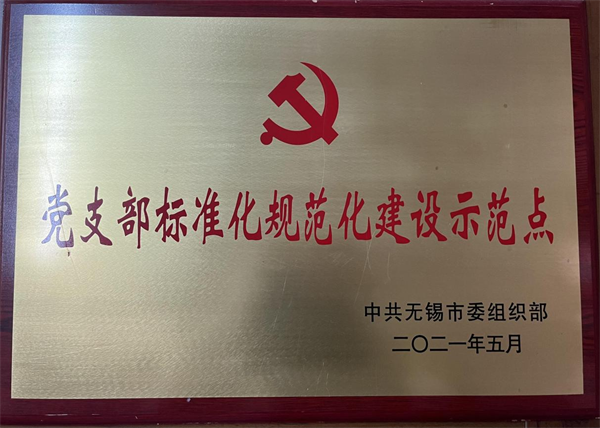 党支部标准化规范化建设示范点
中共无锡市委组织部
二〇二一年五月